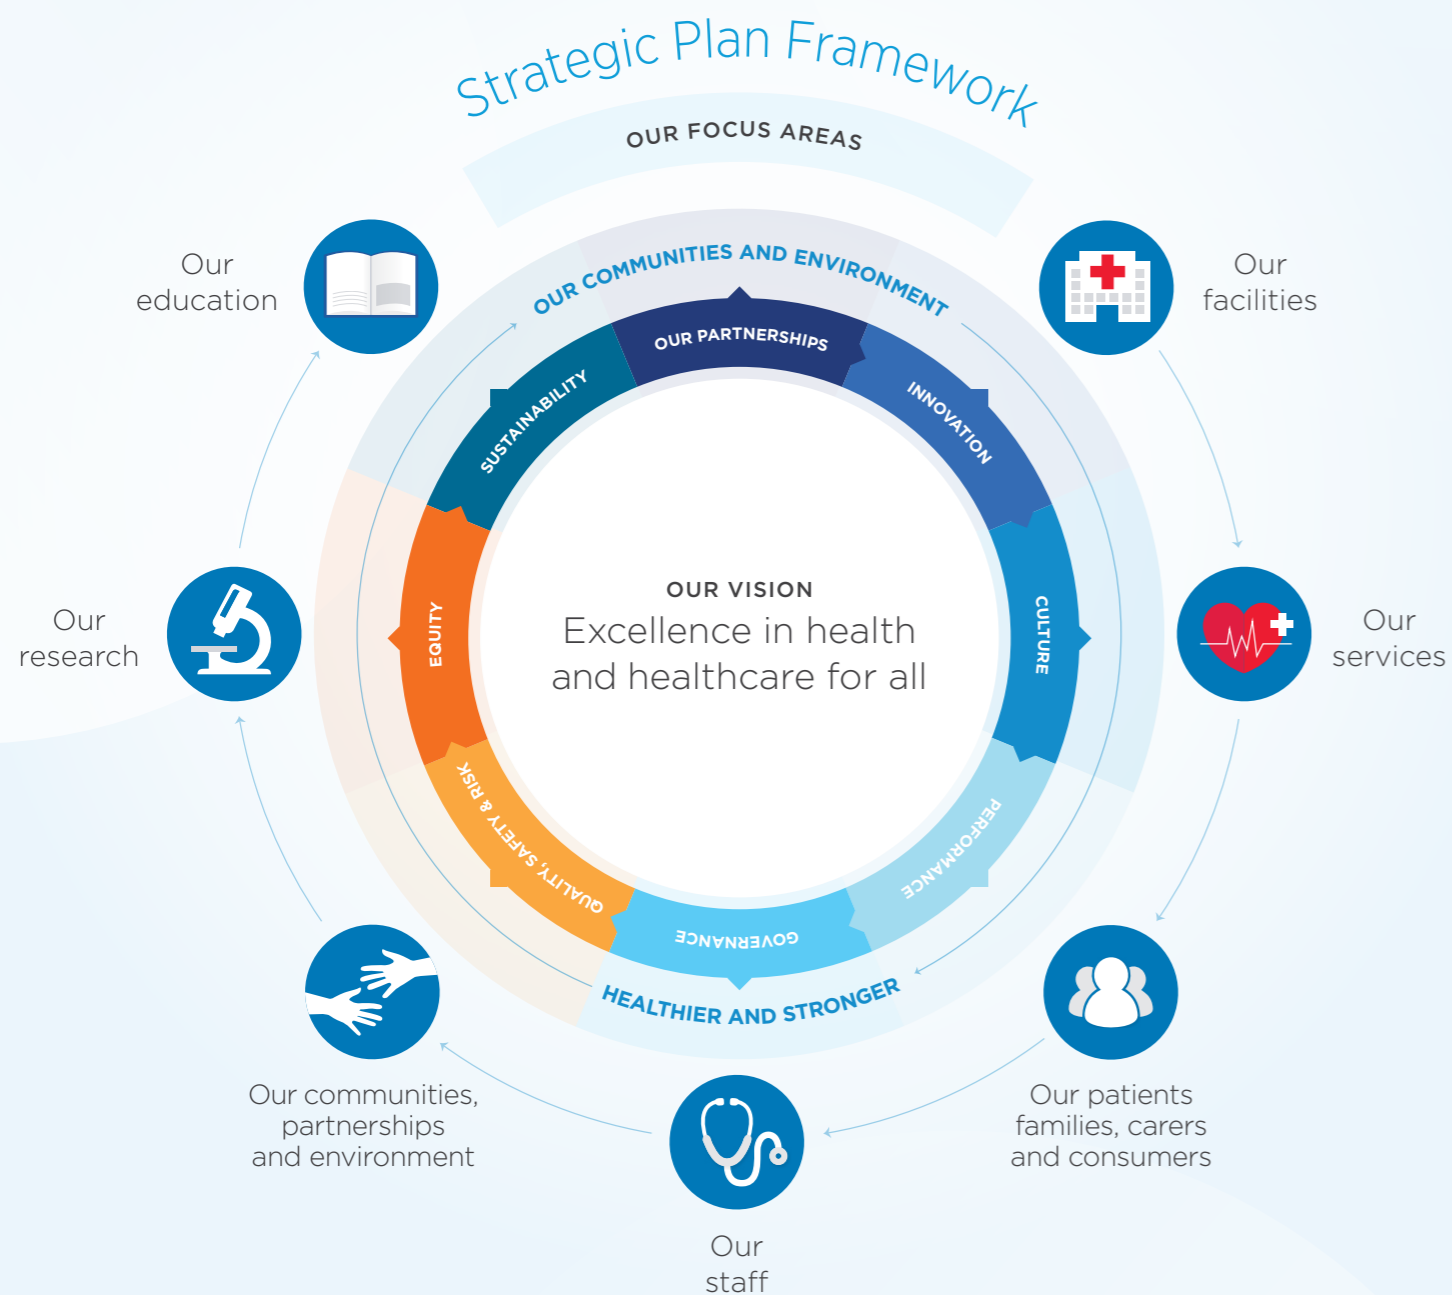 Strategic Plan Framework
OUR FOCUS AREAS
OUR COMMUNITIES AND ENVIRONMENT
OUR PARTNERSHIPS
INNOVATION
CULTURE
PERFORMANCE
GOVERNANCE
QUALITY, SAFETY & RISK
EQUITY
SUSTAINABILITY
HEALTHIER AND STRONGER
OUR VISION
Excellence in health
and healthcare for all
Our
facilities
Our
services
Our patients
families, carers
and consumers
Our
staff
Our communities,
partnerships
and environment
Our
research
Our
education